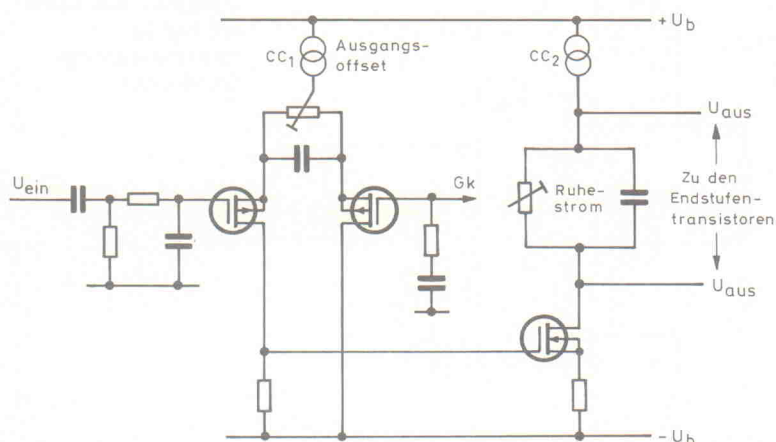 +U_b
CC_1
Ausgangs-
offset
CC_2
U_aus
U_ein
Gk
Ruhe-
strom
Zu den
Endstufen-
transistoren
U_aus
-U_b